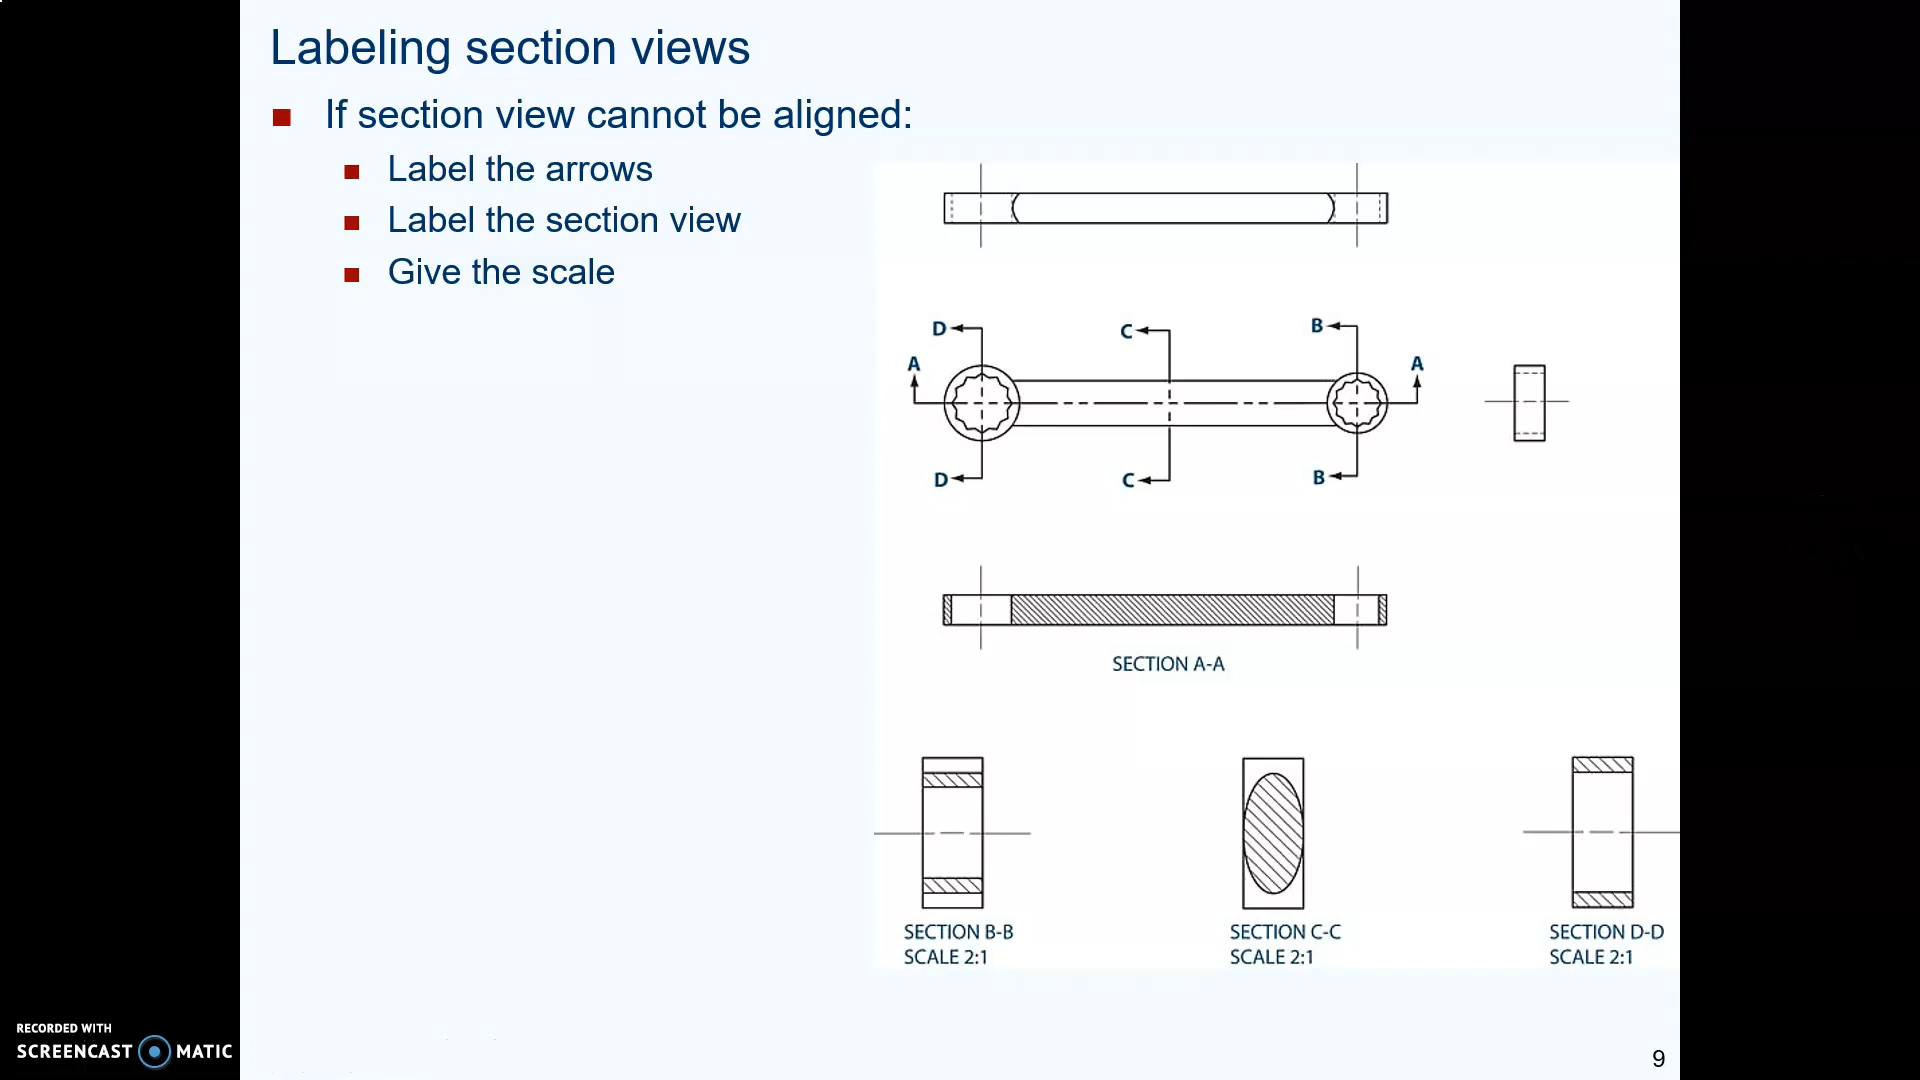 Labeling section views
If section view cannot be aligned:
Label the arrows
Label the section view
Give the scale
D
C
B
A
A
D
C
B
SECTION A-A
SECTION B-B
SCALE 2:1
SECTION C-C
SCALE 2:1
SECTION D-D
SCALE 2:1
RECORDED WITH
SCREENCAST MATIC
9